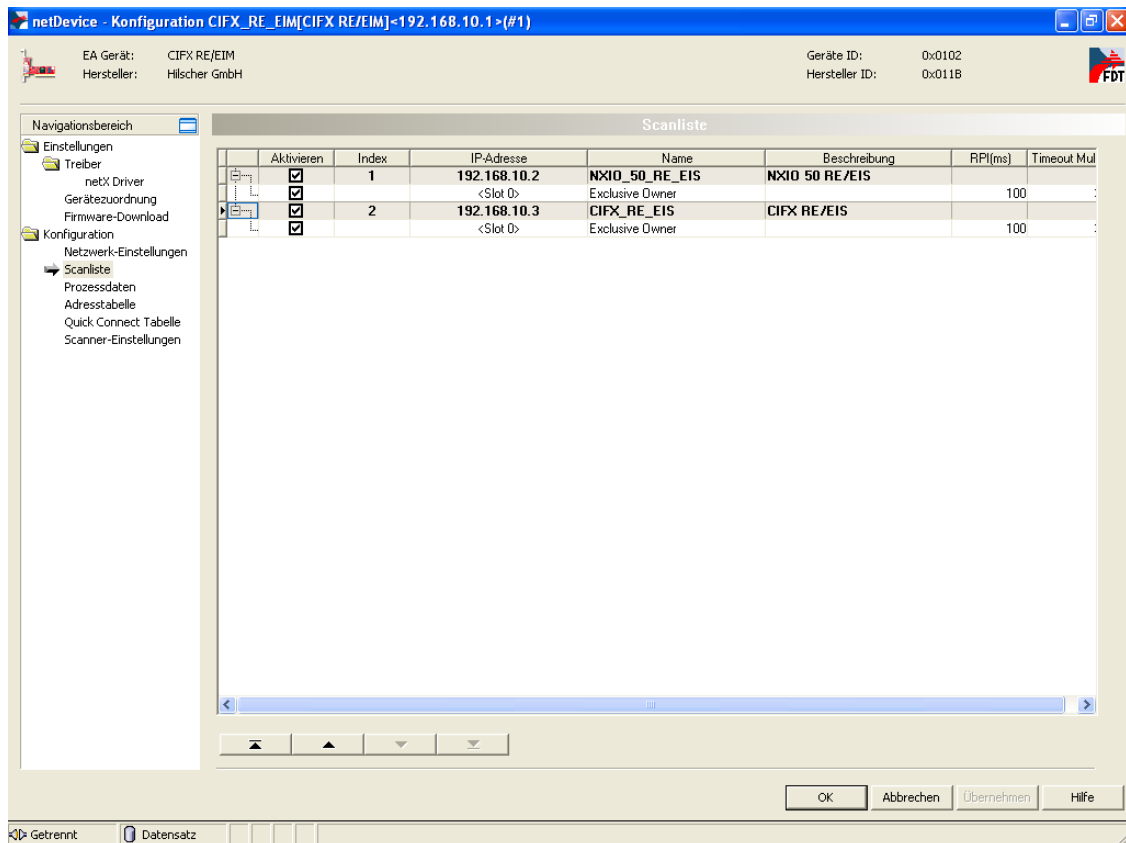 netDevice - Konfiguration CIFX_RE_EIM[CIFX RE/EIM]<192.168.10.1>(#1)
EA Gerät: CIFX RE/EIM Geräte ID: 0x0102
Hersteller: Hilscher GmbH Hersteller ID: 0x011B
FDT
Navigationsbereich
Scanliste
Einstellungen
Treiber
netX Driver
Gerätezuordnung
Firmware-Download
Konfiguration
Netzwerk-Einstellungen
Scanliste
Prozessdaten
Adresstabelle
Quick Connect Tabelle
Scanner-Einstellungen
Aktivieren Index IP-Adresse Name Beschreibung RPI(ms) Timeout Mul
1 192.168.10.2 NXIO_50_RE_EIS NXIO 50 RE/EIS
<Slot 0> Exclusive Owner 100
2 192.168.10.3 CIFX_RE_EIS CIFX RE/EIS
<Slot 0> Exclusive Owner 100
OK Abbrechen Übernehmen Hilfe
Getrennt Datensatz